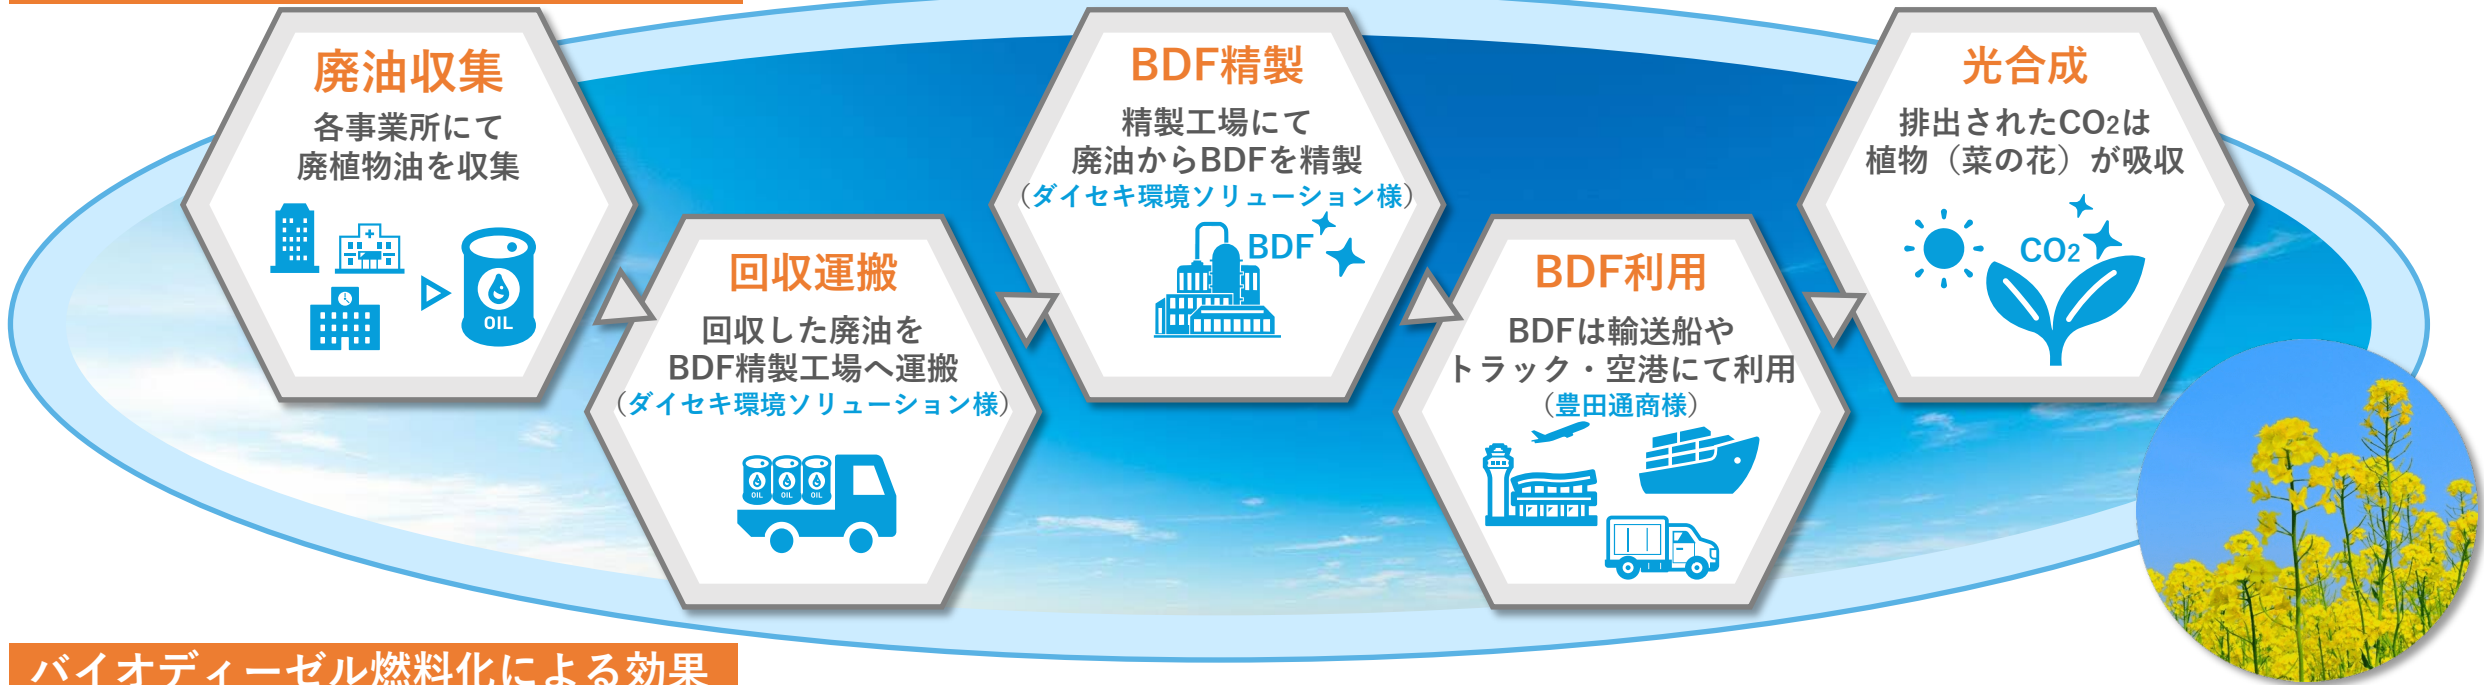 廃油収集
各事業所にて
廃植物油を収集
OIL
回収運搬
回収した廃油を
BDF精製工場へ運搬
（ダイセキ環境ソリューション様）
OIL OIL OIL
BDF精製
精製工場にて
廃油からBDFを精製
（ダイセキ環境ソリューション様）
BDF
BDF利用
BDFは輸送船や
トラック・空港にて利用
（豊田通商様）
光合成
排出されたCO2は
植物（菜の花）が吸収
CO2
バイオディーゼル燃料化による効果